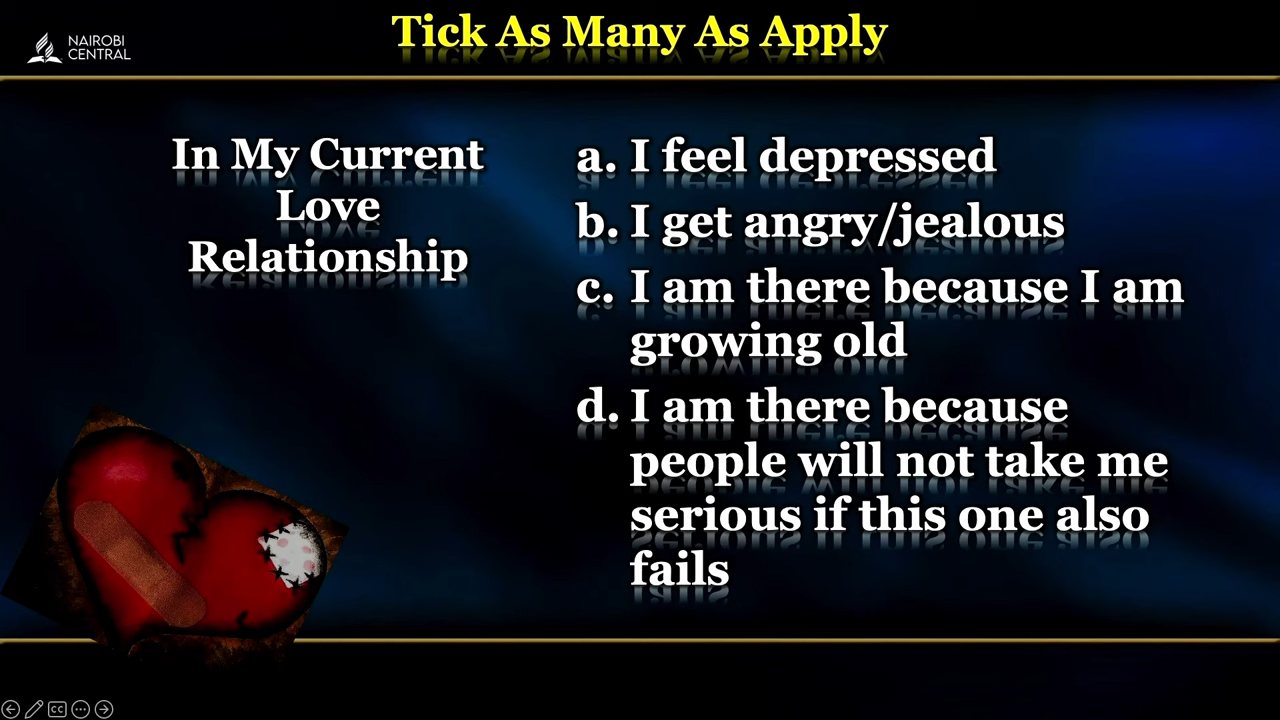 Tick As Many As Apply
NAIROBI
CENTRAL
In My Current
Love
Relationship
a. I feel depressed
b. I get angry/jealous
c. I am there because I am
growing old
d. I am there because
people will not take me
serious if this one also
fails
CC